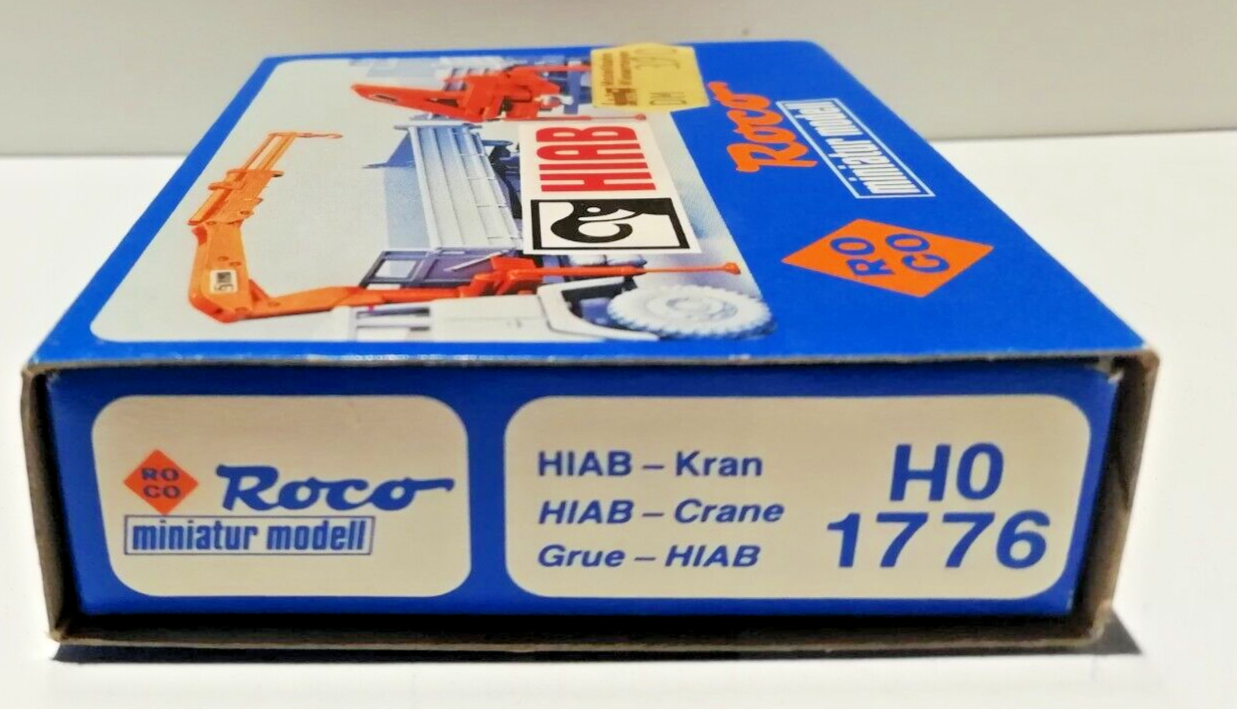 Roco
miniatur modell
RO
CO
HIAB
DM
RO
CO
Roco
miniatur modell
HIAB – Kran
HIAB – Crane
Grue – HIAB
H0
1776